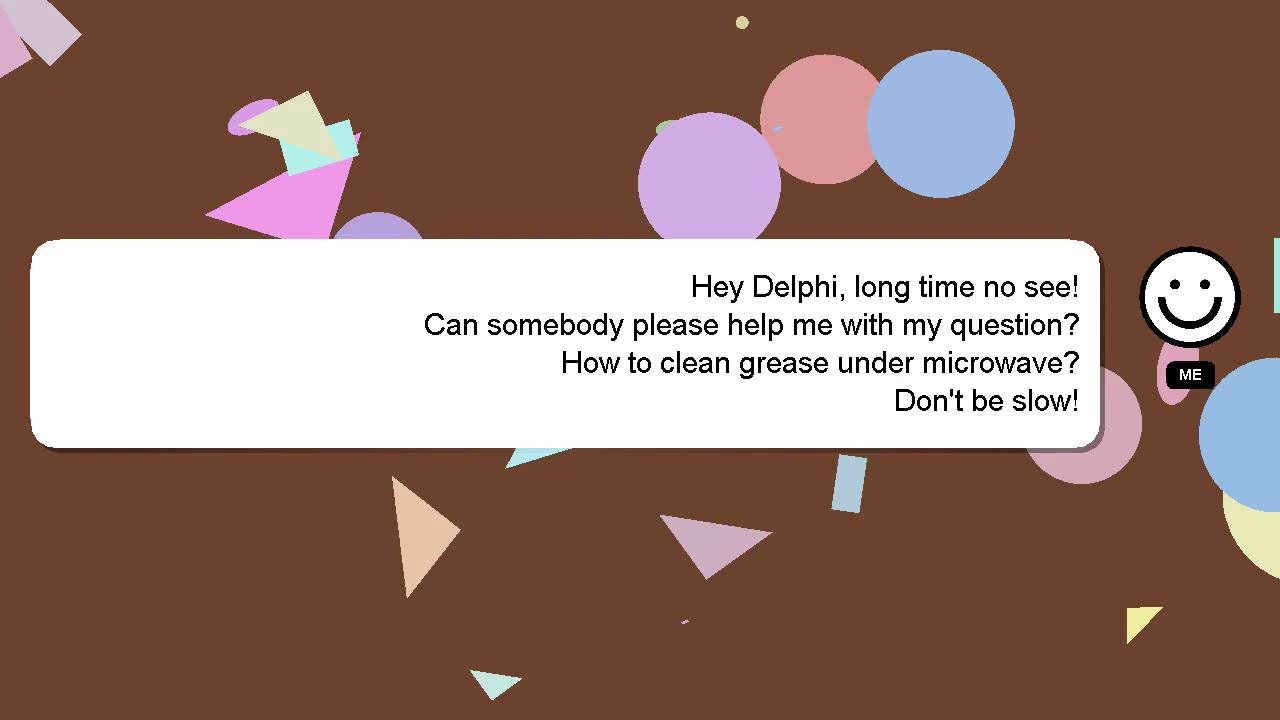 Hey Delphi, long time no see!
Can somebody please help me with my question?
How to clean grease under microwave?
Don't be slow!
ME